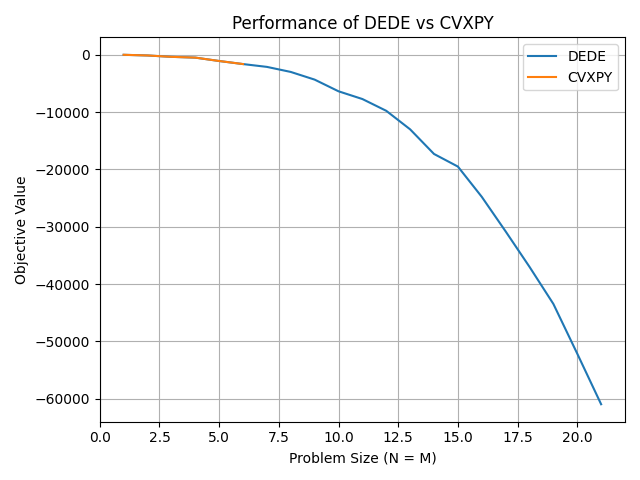 Performance of DEDE vs CVXPY
DEDE
CVXPY
Objective Value
0
−10000
−20000
−30000
−40000
−50000
−60000
0.0 2.5 5.0 7.5 10.0 12.5 15.0 17.5 20.0
Problem Size (N = M)